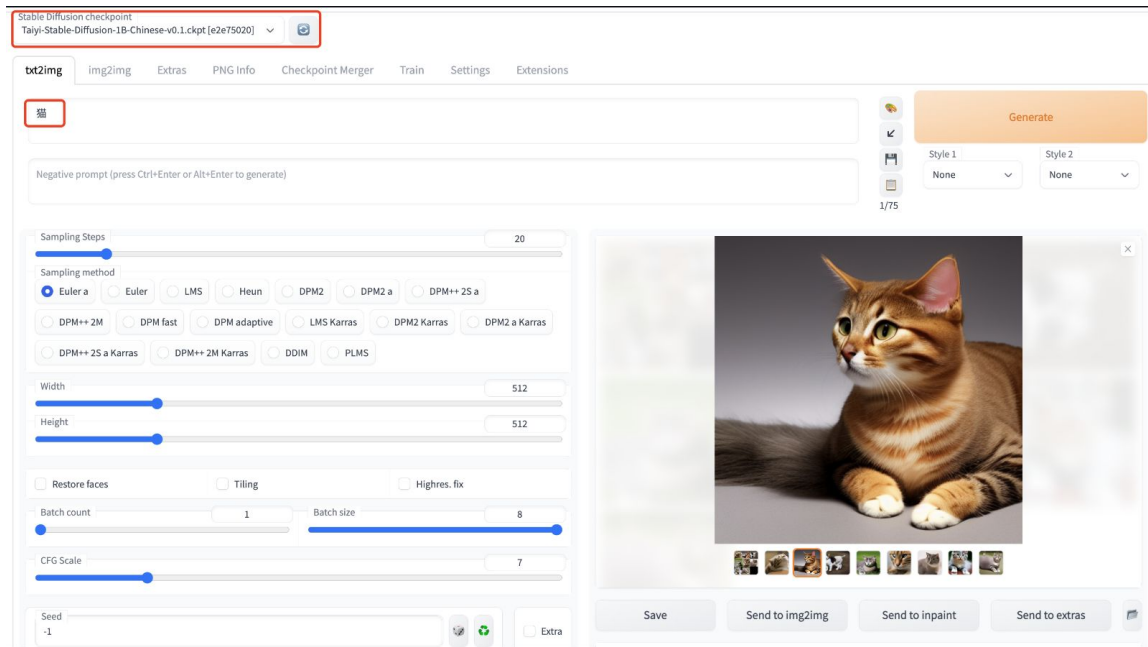 Stable Diffusion checkpoint
Taiyi-Stable-Diffusion-1B-Chinese-v0.1.ckpt [e2e75020]
txt2img img2img Extras PNG Info Checkpoint Merger Train Settings Extensions
猫
Generate
Negative prompt (press Ctrl+Enter or Alt+Enter to generate)
Style 1 Style 2
None None
1/75
Sampling Steps 20
Sampling method
Euler a Euler LMS Heun DPM2 DPM2 a DPM++ 2S a
DPM++ 2M DPM fast DPM adaptive LMS Karras DPM2 Karras DPM2 a Karras
DPM++ 2S a Karras DPM++ 2M Karras DDIM PLMS
Width 512
Height 512
Restore faces Tiling Highres. fix
Batch count 1 Batch size 8
CFG Scale 7
Seed
-1
Extra
Save Send to img2img Send to inpaint Send to extras